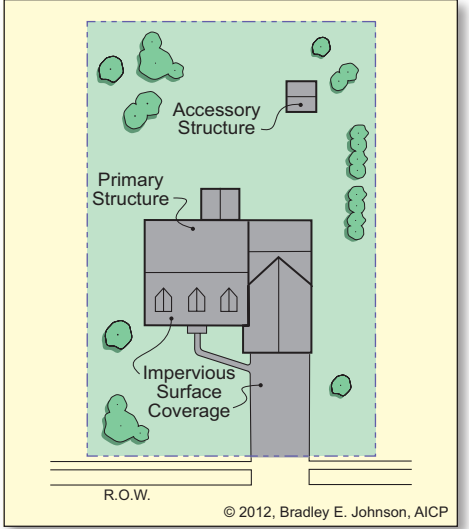 Accessory
Structure
Primary
Structure
Impervious
Surface
Coverage
R.O.W.
© 2012, Bradley E. Johnson, AICP